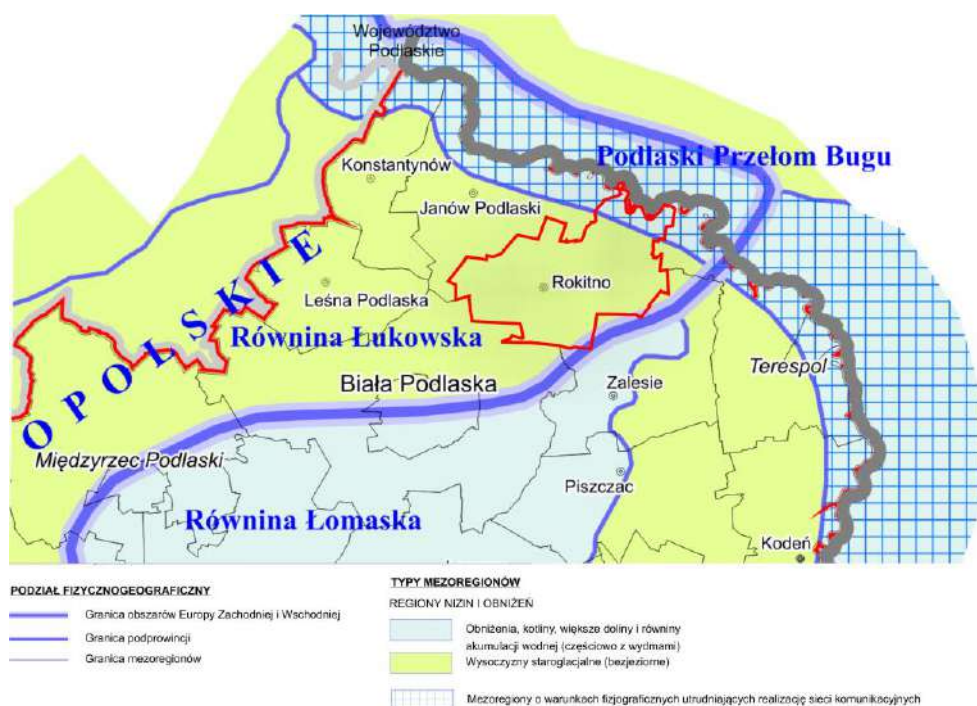 Województwo
Podlaskie
Podlaski Przełom Bugu
Konstantynów
Janów Podlaski
Rokitno
Leśna Podlaska
OPOLSKIE
Równina Łukowska
Terespol
Biała Podlaska
Zalesie
Międzyrzec Podlaski
Piszczac
Równina Łomaska
Kodeń
PODZIAŁ FIZYCZNOGEOGRAFICZNY
Granica obszarów Europy Zachodniej i Wschodniej
Granica podprowincji
Granica mezoregionów
TYPY MEZOREGIONÓW
REGIONY NIZIN I OBNIŻEŃ
Obniżenia, kotliny, większe doliny i równiny
akumulacji wodnej (częściowo z wydmami)
Wysoczyzny staroglacjalne (bezjeziorne)
Mezoregiony o warunkach fizjograficznych utrudniających realizację sieci komunikacyjnych